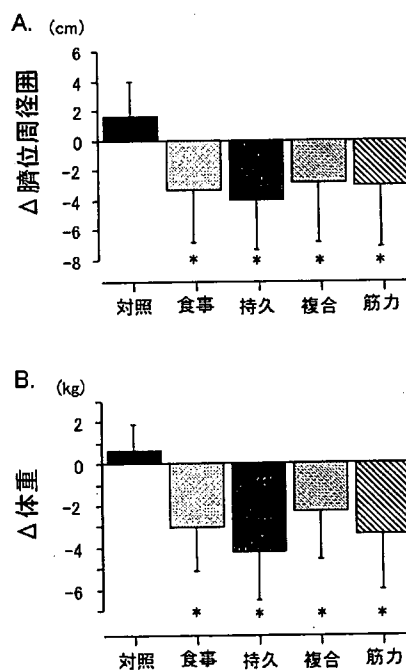 A. (cm)
Δ 臍位周径囲
6
4
2
0
-2
-4
-6
-8
* * * *
対照 食事 持久 複合 筋力
B. (kg)
Δ 体重
2
0
-2
-4
-6
* * * *
対照 食事 持久 複合 筋力